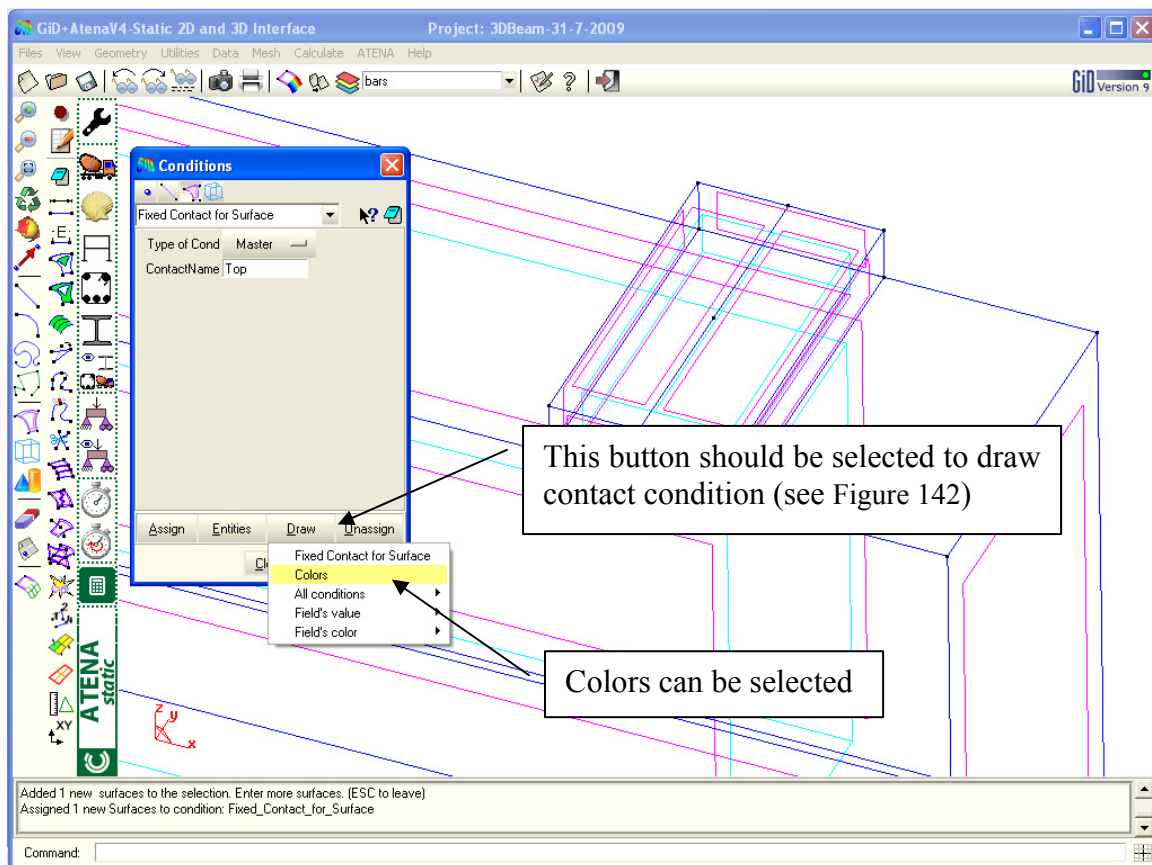 GiD+AtenaV4-Static 2D and 3D Interface Project: 3DBeam-31-7-2009
Files View Geometry Utilities Data Mesh Calculate ATENA Help
bars
GiD Version 9
Conditions
Fixed Contact for Surface
Type of Cond Master
ContactName Top
Assign Entities Draw Unassign
Cl
Fixed Contact for Surface
Colors
All conditions
Field's value
Field's color
This button should be selected to draw
contact condition (see Figure 142)
Colors can be selected
ATENA
static
XY
z
y
x
Added 1 new surfaces to the selection. Enter more surfaces. (ESC to leave)
Assigned 1 new Surfaces to condition: Fixed_Contact_for_Surface
Command: